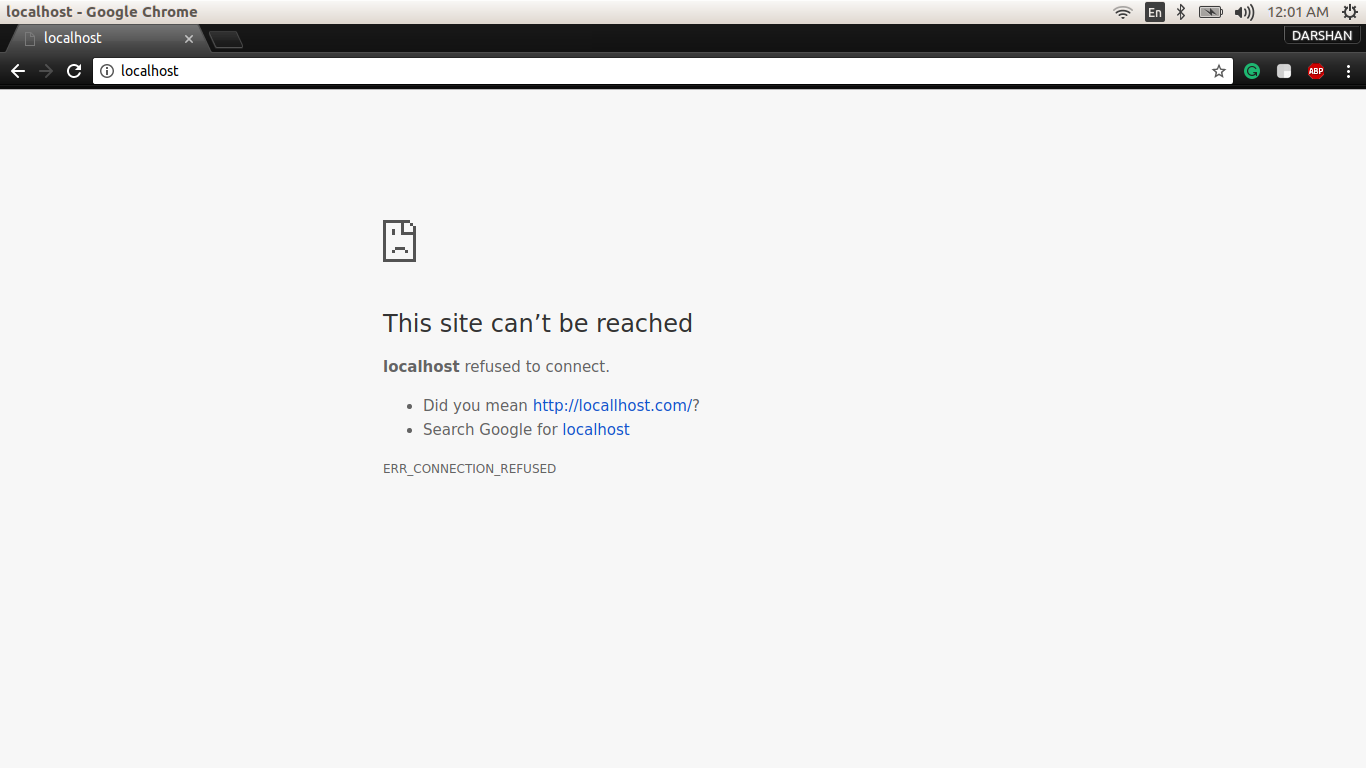 localhost - Google Chrome
En
12:01 AM
localhost
DARSHAN
localhost
ABP
This site can’t be reached
localhost refused to connect.
Did you mean http://locallhost.com/?
Search Google for localhost
ERR_CONNECTION_REFUSED